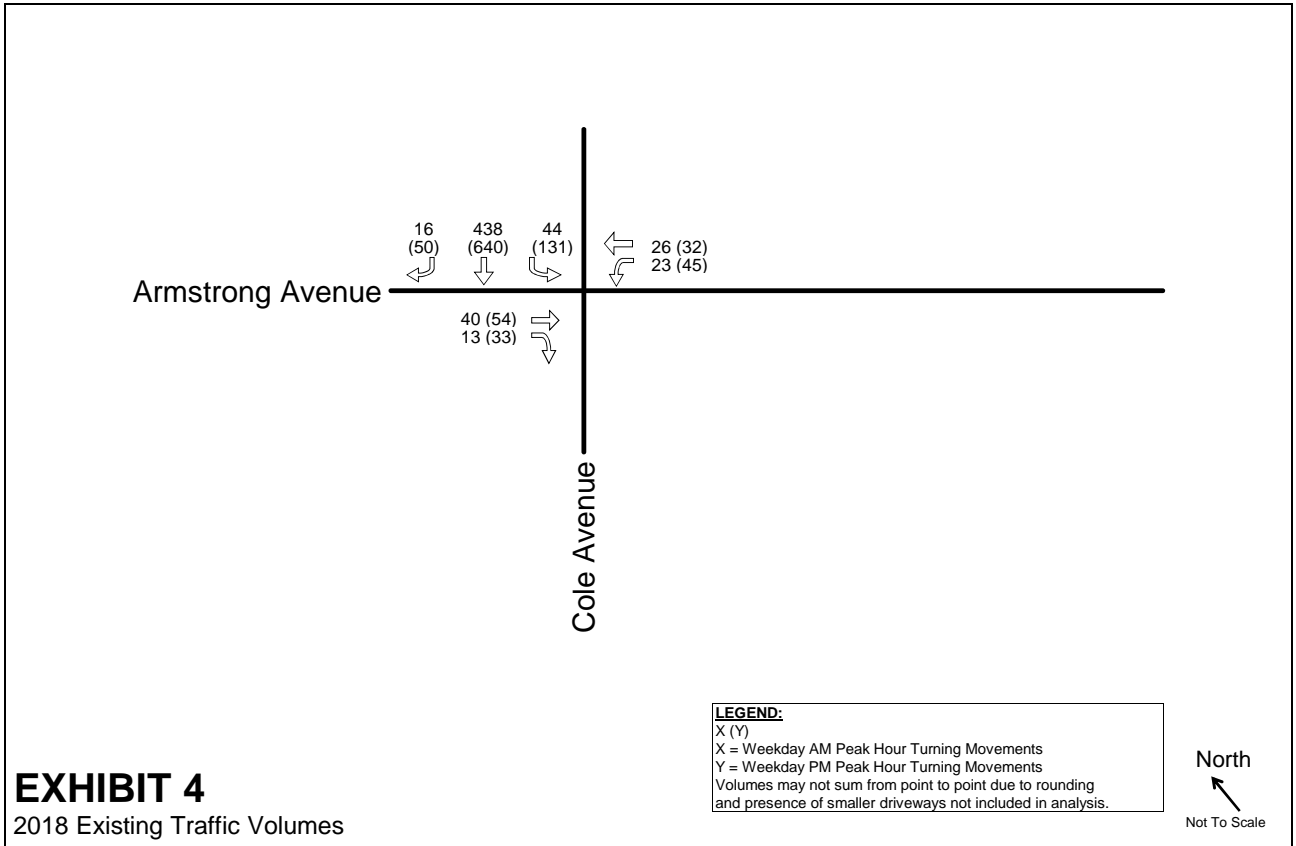 16 438 44
(50) (640) (131)
26 (32)
23 (45)
Armstrong Avenue
40 (54)
13 (33)
Cole Avenue
LEGEND:
X (Y)
X = Weekday AM Peak Hour Turning Movements
Y = Weekday PM Peak Hour Turning Movements
Volumes may not sum from point to point due to rounding
and presence of smaller driveways not included in analysis.
North
Not To Scale
EXHIBIT 4
2018 Existing Traffic Volumes